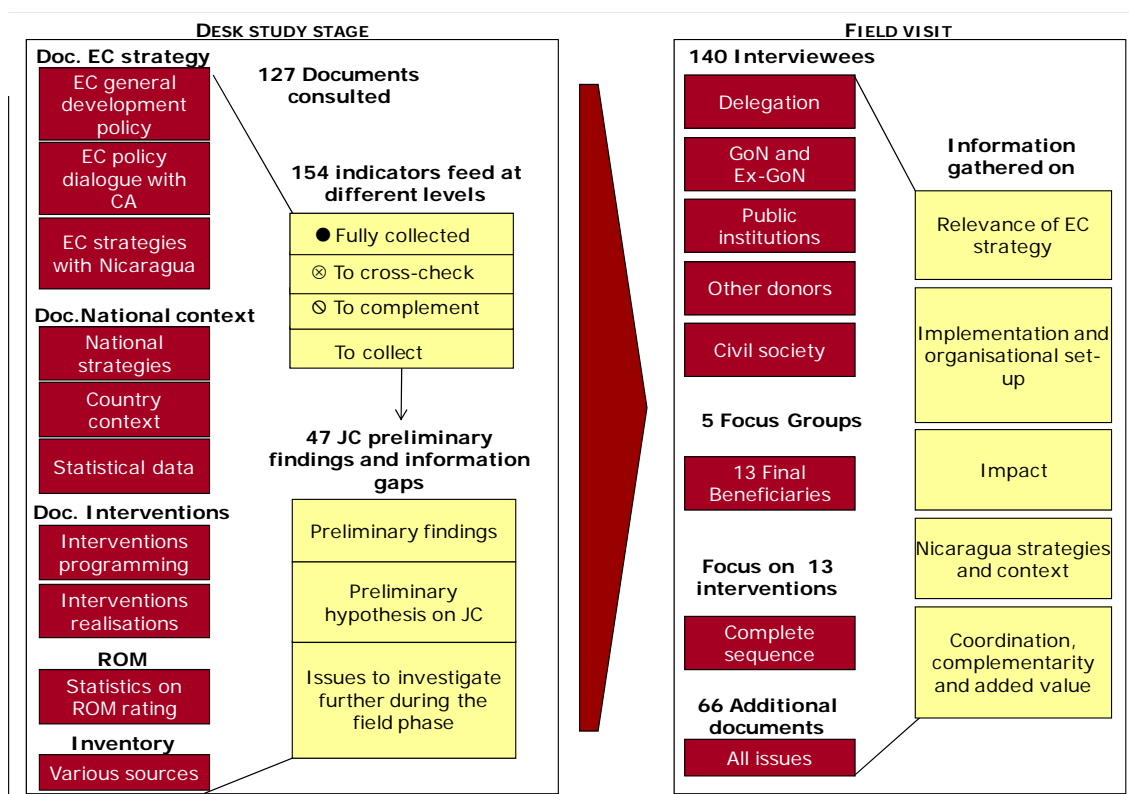 DESK STUDY STAGE
Doc. EC strategy
EC general
development
policy
EC policy
dialogue with
CA
EC strategies
with Nicaragua
Doc.National context
National
strategies
Country
context
Statistical data
Doc. Interventions
Interventions
programming
Interventions
realisations
ROM
Statistics on
ROM rating
Inventory
Various sources
127 Documents
consulted
154 indicators feed at
different levels
● Fully collected
⊗ To cross-check
⦸ To complement
To collect
47 JC preliminary
findings and information
gaps
Preliminary findings
Preliminary
hypothesis on JC
Issues to investigate
further during the
field phase
FIELD VISIT
140 Interviewees
Delegation
GoN and
Ex-GoN
Public
institutions
Other donors
Civil society
5 Focus Groups
13 Final
Beneficiaries
Focus on 13
interventions
Complete
sequence
66 Additional
documents
All issues
Information
gathered on
Relevance of EC
strategy
Implementation and
organisational set-
up
Impact
Nicaragua strategies
and context
Coordination,
complementarity
and added value